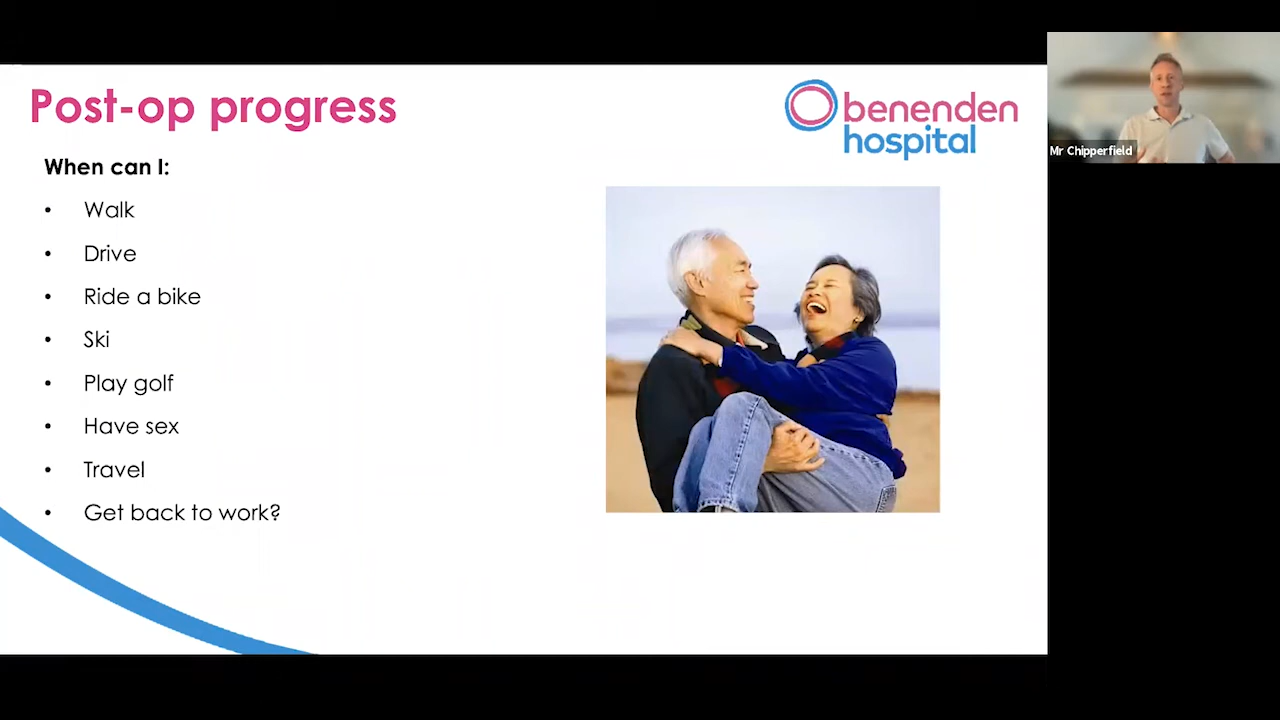 Post-op progress
benenden
hospital
Mr Chipperfield
When can I:
• Walk
• Drive
• Ride a bike
• Ski
• Play golf
• Have sex
• Travel
• Get back to work?